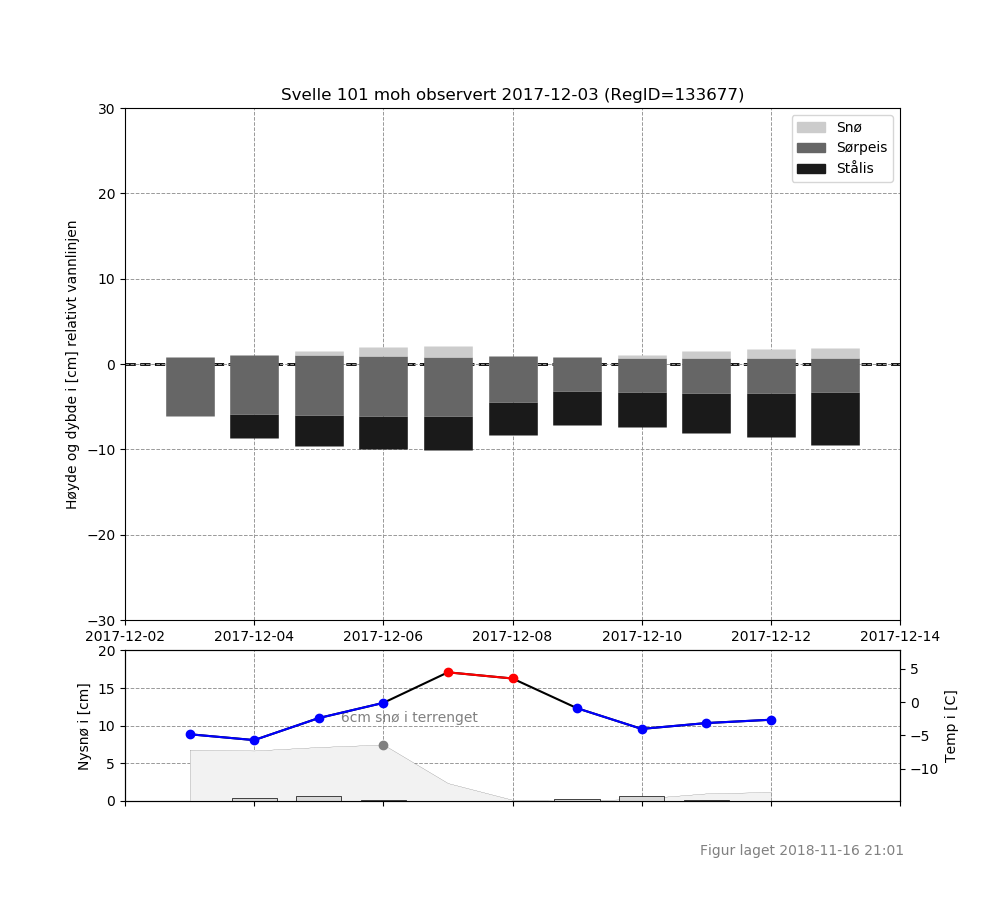 Svelle 101 moh observert 2017-12-03 (RegID=133677)
Høyde og dybde i [cm] relativt vannlinjen
30
20
10
0
−10
−20
−30
Snø
Sørpeis
Stålis
2017-12-02 2017-12-04 2017-12-06 2017-12-08 2017-12-10 2017-12-12 2017-12-14
Nysnø i [cm]
20
15
10
5
0
6cm snø i terrenget
5
0
−5
−10
Temp i [C]
Figur laget 2018-11-16 21:01